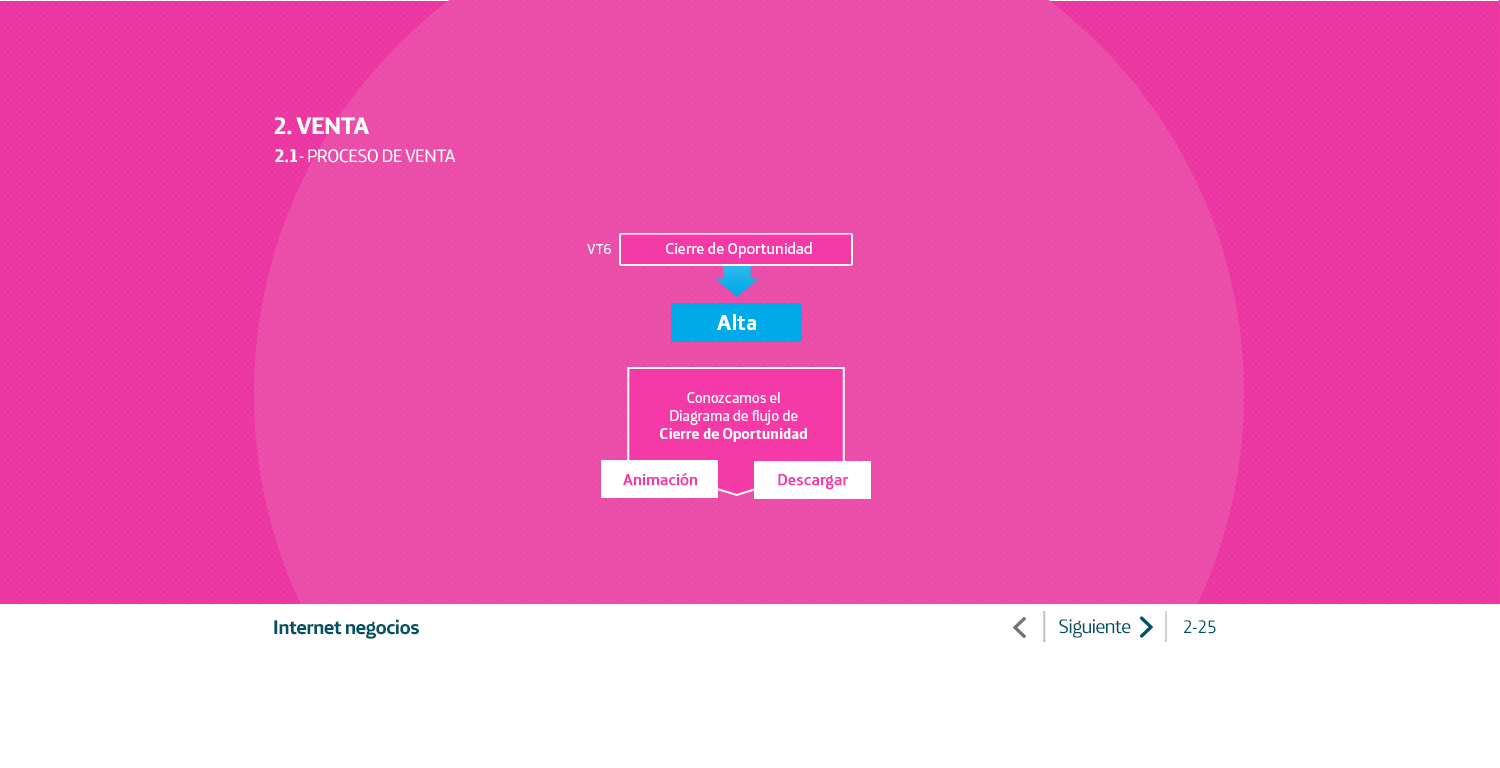 2. VENTA
2.1- PROCESO DE VENTA
VT6 Cierre de Oportunidad
Alta
Conozcamos el
Diagrama de flujo de
Cierre de Oportunidad
Animación Descargar
Internet negocios Siguiente 2-25